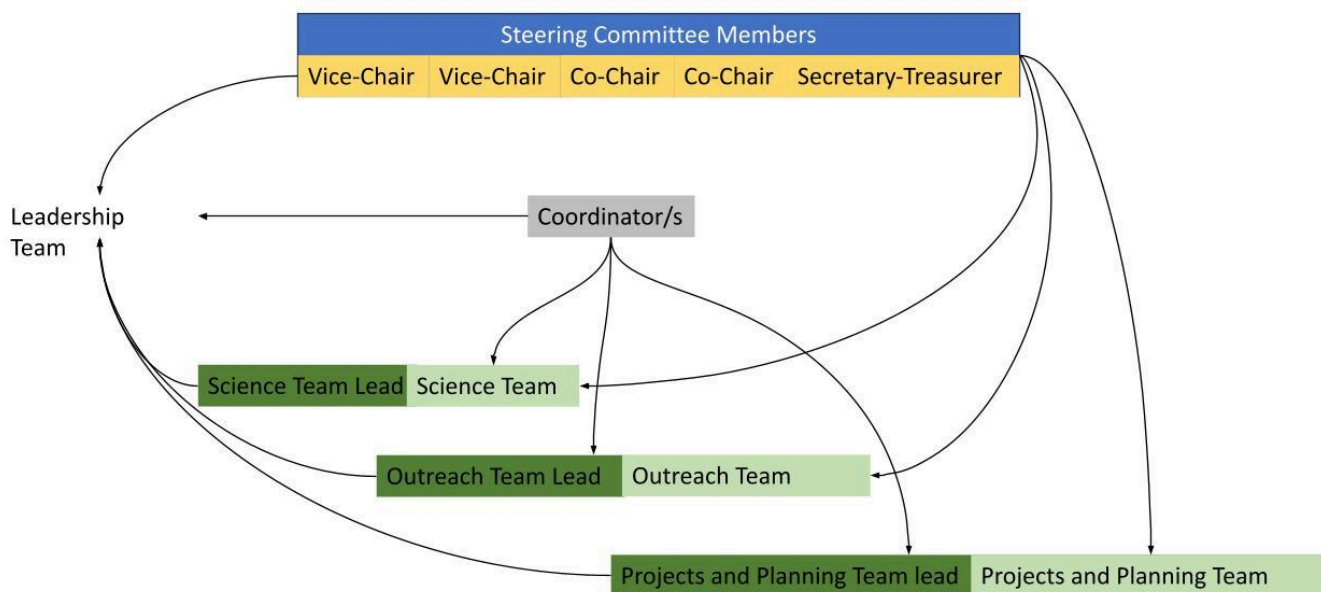 Steering Committee Members
Vice-Chair Vice-Chair Co-Chair Co-Chair Secretary-Treasurer
Leadership
Team
Coordinator/s
Science Team Lead Science Team
Outreach Team Lead Outreach Team
Projects and Planning Team lead Projects and Planning Team